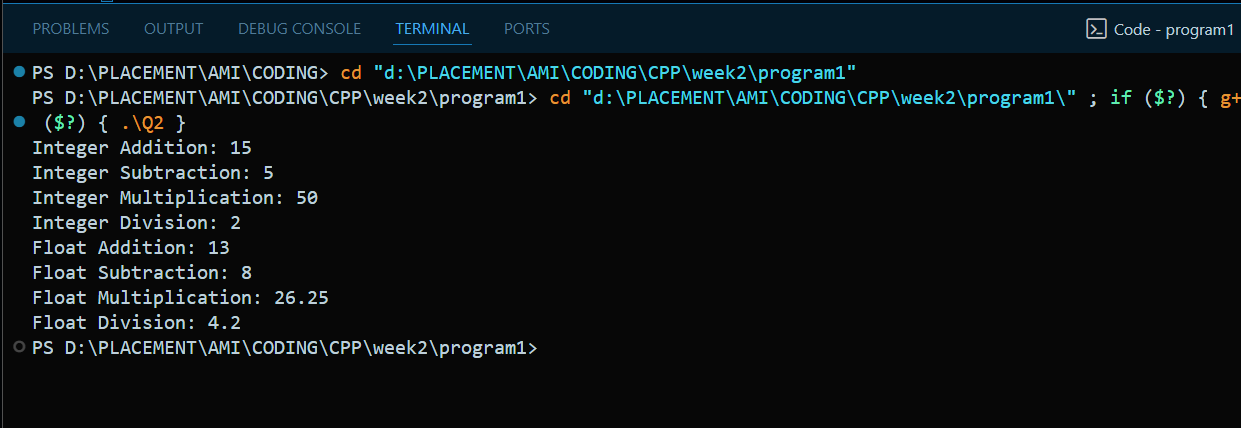 PROBLEMS OUTPUT DEBUG CONSOLE TERMINAL PORTS Code - program1
PS D:\PLACEMENT\AMI\CODING> cd "d:\PLACEMENT\AMI\CODING\CPP\week2\program1"
PS D:\PLACEMENT\AMI\CODING\CPP\week2\program1> cd "d:\PLACEMENT\AMI\CODING\CPP\week2\program1\" ; if ($?) { g+
($?) { .\Q2 }
Integer Addition: 15
Integer Subtraction: 5
Integer Multiplication: 50
Integer Division: 2
Float Addition: 13
Float Subtraction: 8
Float Multiplication: 26.25
Float Division: 4.2
PS D:\PLACEMENT\AMI\CODING\CPP\week2\program1>